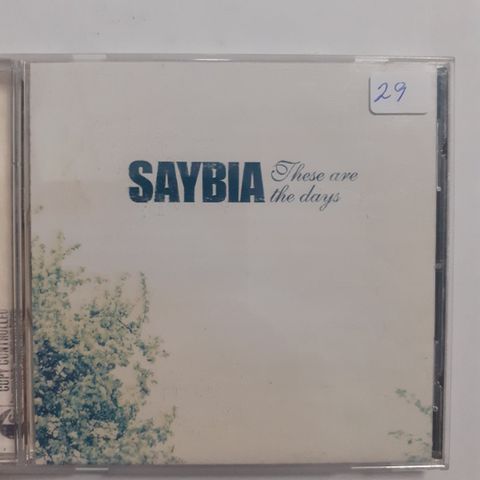 29
SAYBIA These are
the days
COPY CONTROLLED